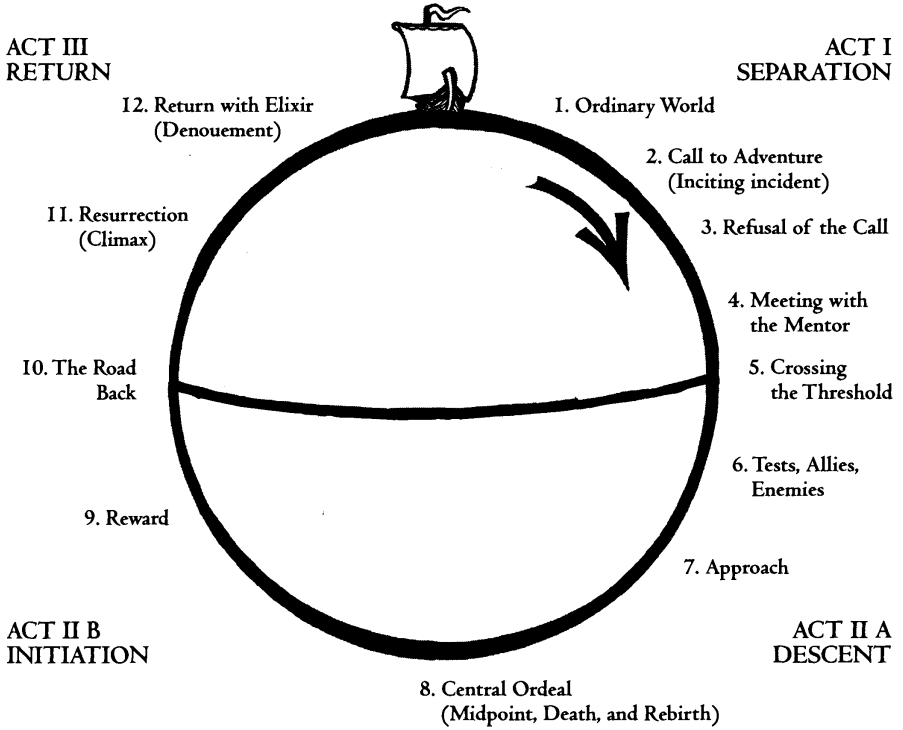 ACT III
RETURN
ACT I
SEPARATION
12. Return with Elixir
(Denouement)
1. Ordinary World
2. Call to Adventure
(Inciting incident)
11. Resurrection
(Climax)
3. Refusal of the Call
4. Meeting with
the Mentor
10. The Road
Back
5. Crossing
the Threshold
6. Tests, Allies,
Enemies
9. Reward
7. Approach
ACT II B
INITIATION
ACT II A
DESCENT
8. Central Ordeal
(Midpoint, Death, and Rebirth)